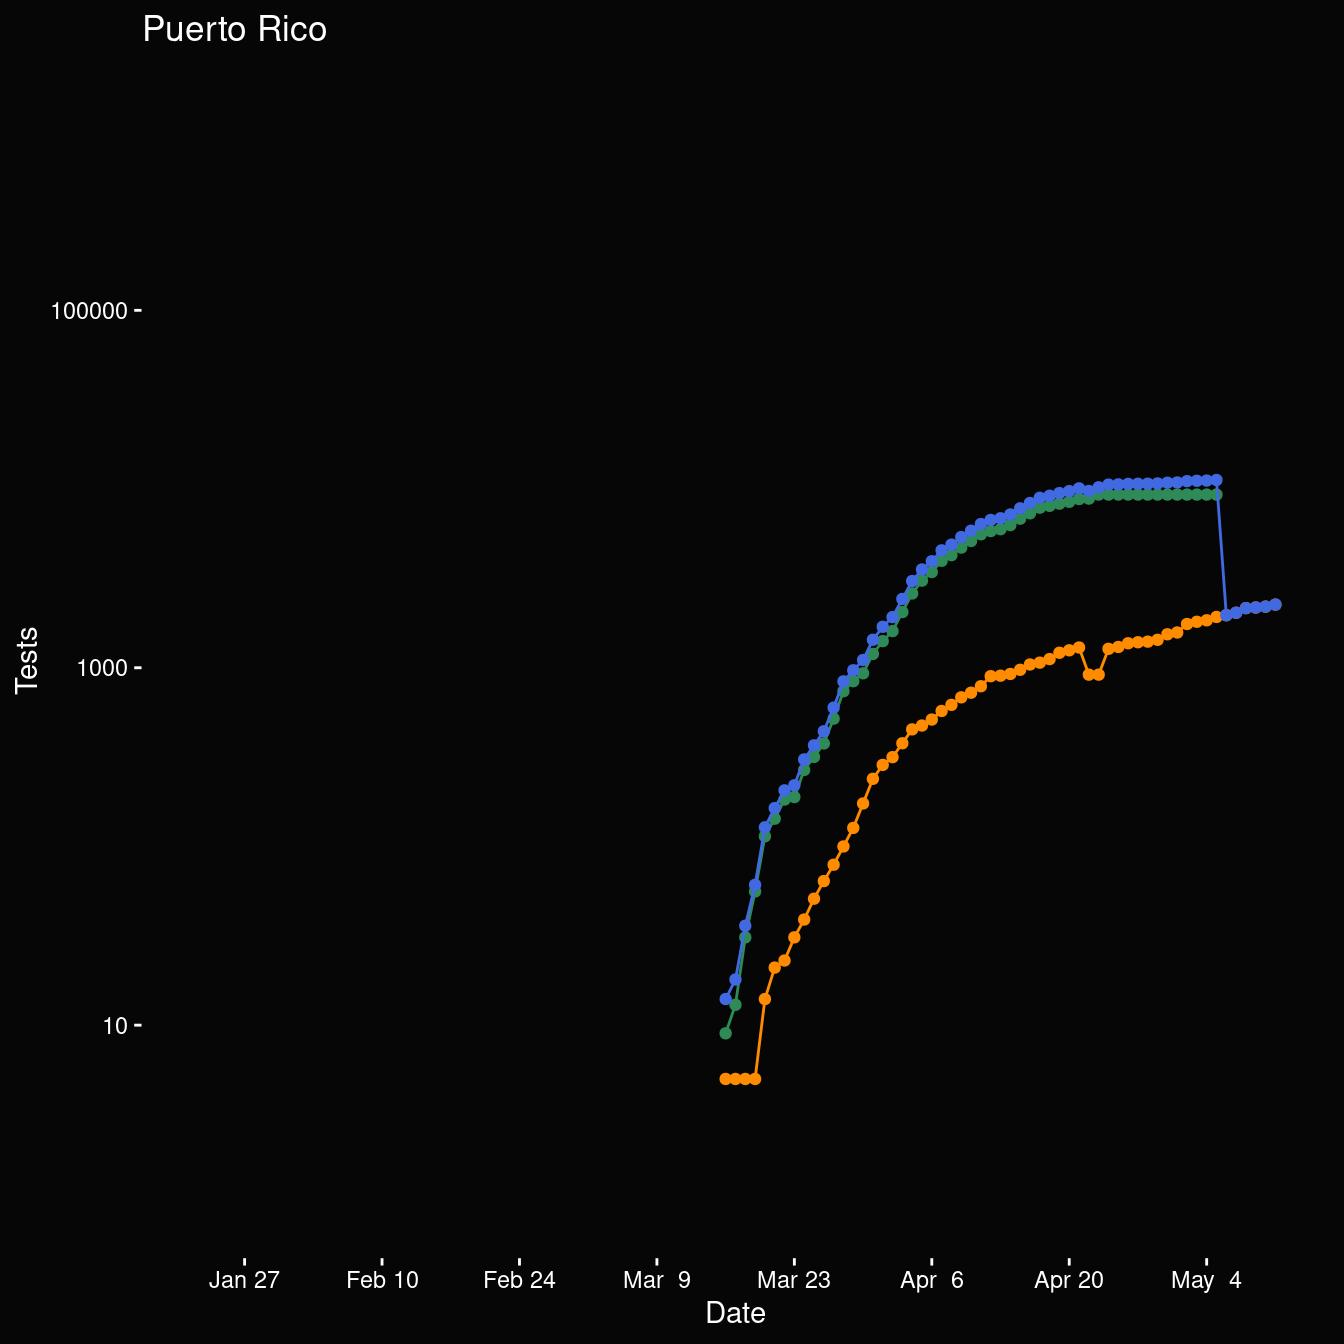 Puerto Rico
100000
1000
10
Tests
Jan 27
Feb 10
Feb 24
Mar  9
Mar 23
Apr  6
Apr 20
May  4
Date